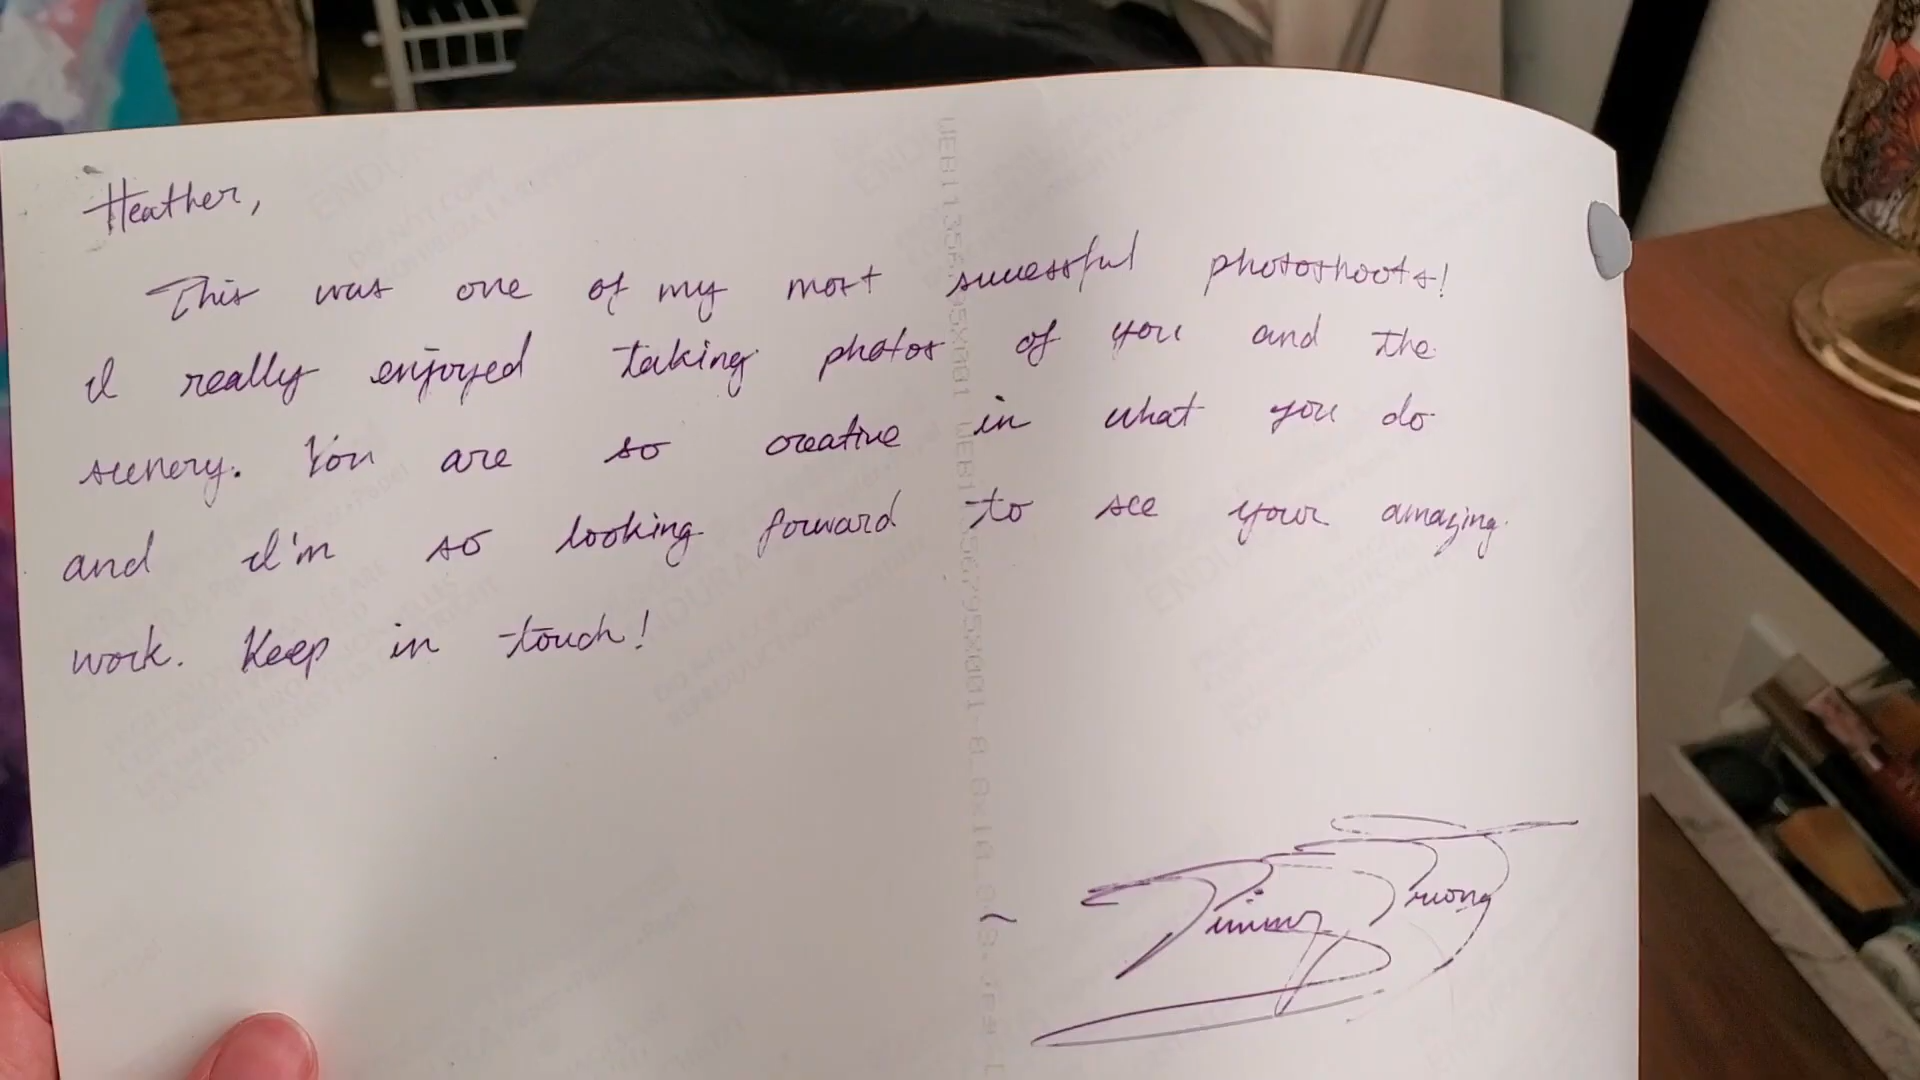 Heather,
This was one of my most successful photoshoots!
I really enjoyed taking photos of you and the
scenery. You are so creative in what you do
and I'm so looking forward to see your amazing
work. Keep in touch!
Timmy Truong